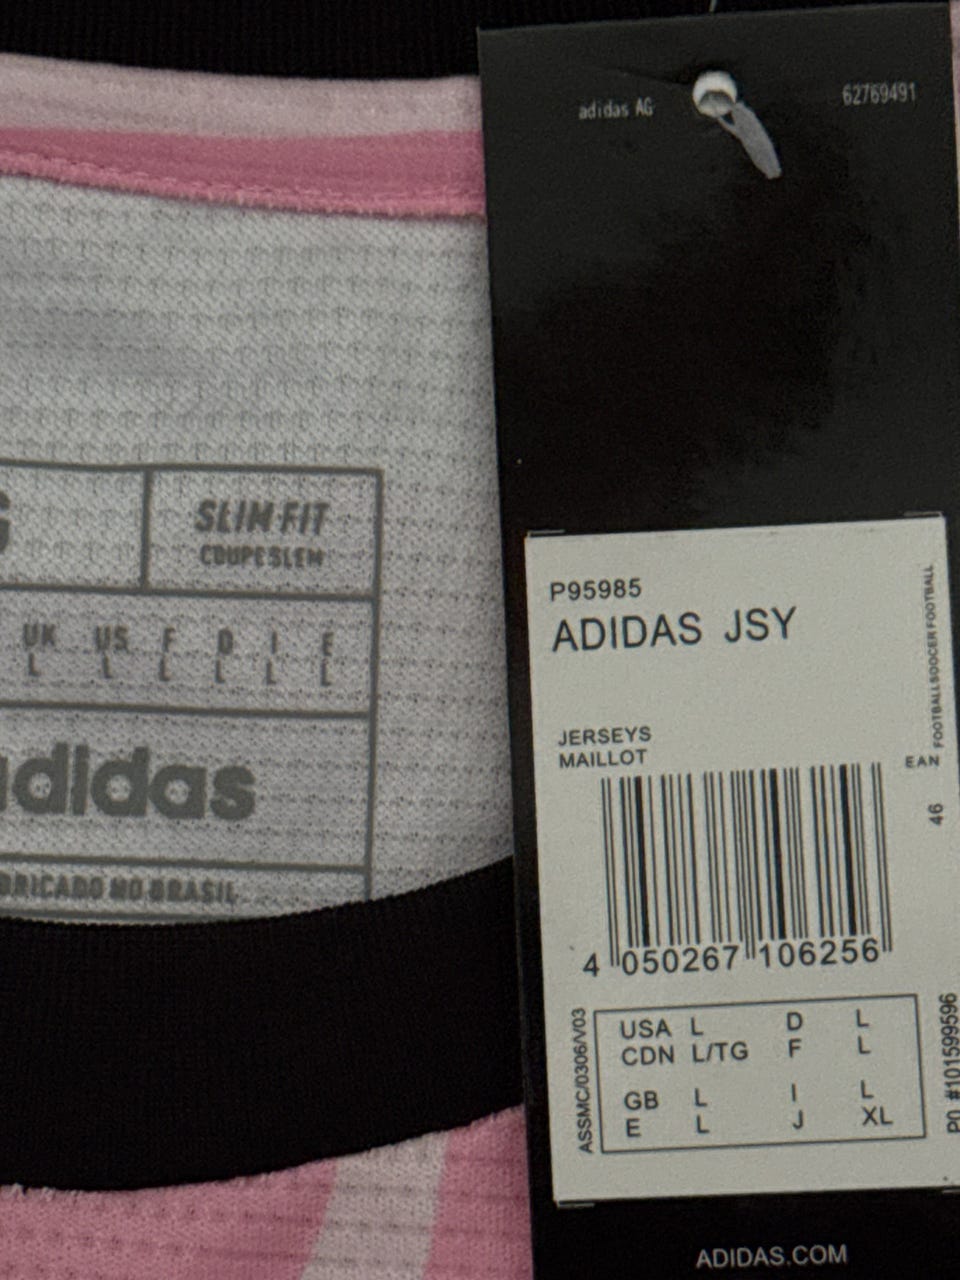 adidas AG
62769491
SLIM FIT
COUPE SLIM
UK US F D I E
L L L L L L
adidas
BRICADO NO BRASIL
P95985
ADIDAS JSY
JERSEYS
MAILLOT
FOOTBALL SOCCER FOOTBALL
EAN
46
4 050267 106256
ASSMC/0306/V03
USA L D L
CDN L/TG F L
GB L I L
E L J XL
PO #101599596
ADIDAS.COM